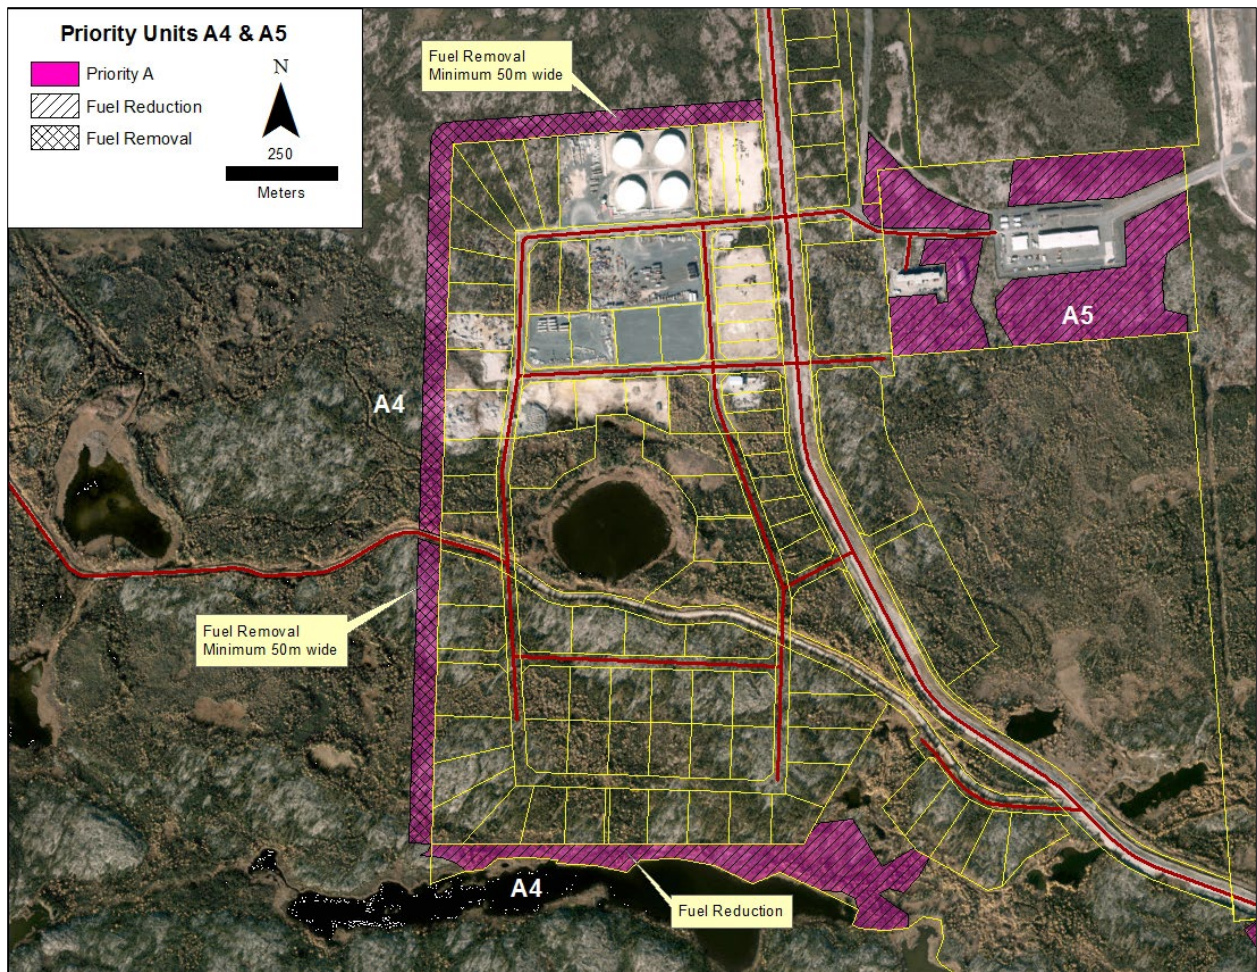 Priority Units A4 & A5
Priority A
Fuel Reduction
Fuel Removal
N
250
Meters
Fuel Removal
Minimum 50m wide
A5
A4
Fuel Removal
Minimum 50m wide
A4
Fuel Reduction